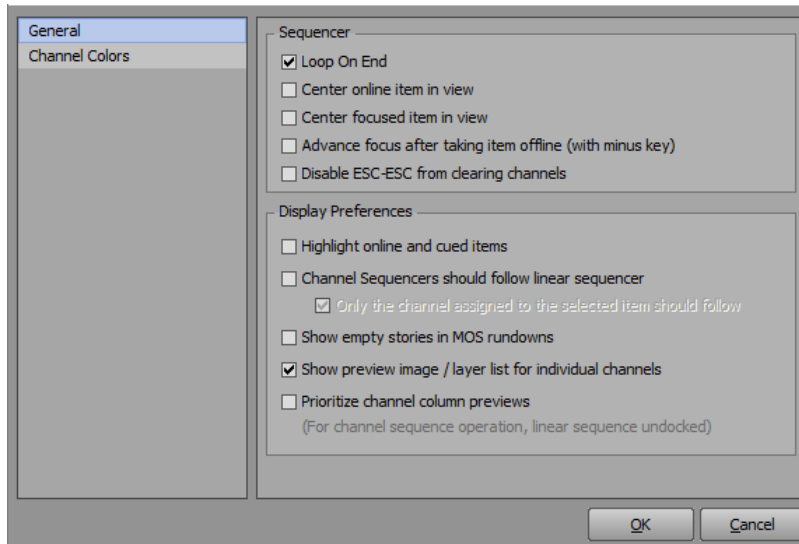 General
Channel Colors
Sequencer
Loop On End
Center online item in view
Center focused item in view
Advance focus after taking item offline (with minus key)
Disable ESC-ESC from clearing channels
Display Preferences
Highlight online and cued items
Channel Sequencers should follow linear sequencer
Only the channel assigned to the selected item should follow
Show empty stories in MOS rundowns
Show preview image / layer list for individual channels
Prioritize channel column previews
(For channel sequence operation, linear sequence undocked)
OK
Cancel